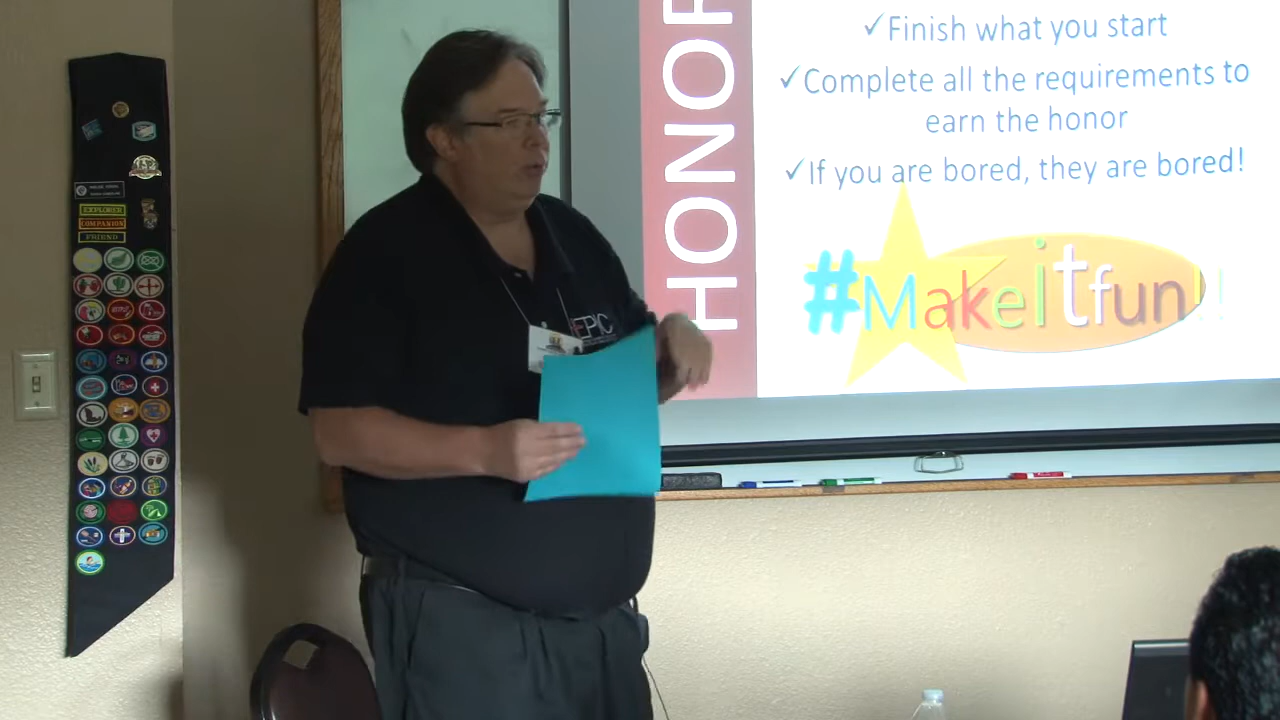 ✓Finish what you start
✓Complete all the requirements to
earn the honor
✓If you are bored, they are bored!
#MakeiTfun!!
HONOR
EPIC
EXPLORER
COMPANION
FRIEND